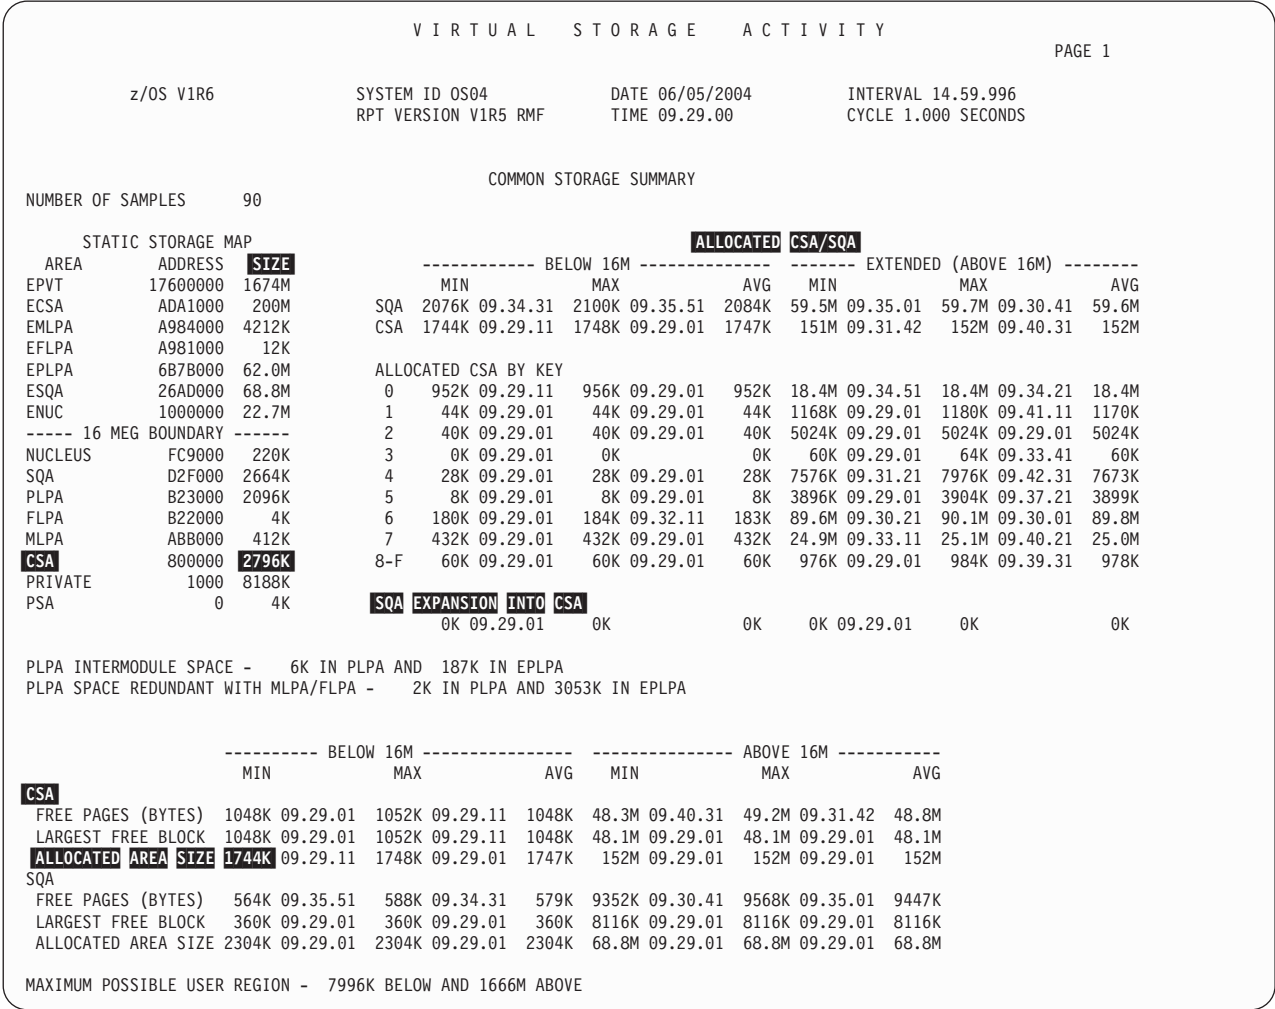 V I R T U A L   S T O R A G E   A C T I V I T Y
PAGE 1
z/OS V1R6 SYSTEM ID OS04 DATE 06/05/2004 INTERVAL 14.59.996
RPT VERSION V1R5 RMF TIME 09.29.00 CYCLE 1.000 SECONDS
COMMON STORAGE SUMMARY
NUMBER OF SAMPLES 90
STATIC STORAGE MAP ALLOCATED CSA/SQA
AREA ADDRESS SIZE ------------ BELOW 16M -------------- ------- EXTENDED (ABOVE 16M) --------
EPVT 17600000 1674M MIN MAX AVG MIN MAX AVG
ECSA ADA1000 200M SQA 2076K 09.34.31 2100K 09.35.51 2084K 59.5M 09.35.01 59.7M 09.30.41 59.6M
EMLPA A984000 4212K CSA 1744K 09.29.11 1748K 09.29.01 1747K 151M 09.31.42 152M 09.40.31 152M
EFLPA A981000 12K
EPLPA 6B7B000 62.0M ALLOCATED CSA BY KEY
ESQA 26AD000 68.8M 0 952K 09.29.11 956K 09.29.01 952K 18.4M 09.34.51 18.4M 09.34.21 18.4M
ENUC 1000000 22.7M 1 44K 09.29.01 44K 09.29.01 44K 1168K 09.29.01 1180K 09.41.11 1170K
----- 16 MEG BOUNDARY ------ 2 40K 09.29.01 40K 09.29.01 40K 5024K 09.29.01 5024K 09.29.01 5024K
NUCLEUS FC9000 220K 3 0K 09.29.01 0K 0K 60K 09.29.01 64K 09.33.41 60K
SQA D2F000 2664K 4 28K 09.29.01 28K 09.29.01 28K 7576K 09.31.21 7976K 09.42.31 7673K
PLPA B23000 2096K 5 8K 09.29.01 8K 09.29.01 8K 3896K 09.29.01 3904K 09.37.21 3899K
FLPA B22000 4K 6 180K 09.29.01 184K 09.32.11 183K 89.6M 09.30.21 90.1M 09.30.01 89.8M
MLPA ABB000 412K 7 432K 09.29.01 432K 09.29.01 432K 24.9M 09.33.11 25.1M 09.40.21 25.0M
CSA 800000 2796K 8-F 60K 09.29.01 60K 09.29.01 60K 976K 09.29.01 984K 09.39.31 978K
PRIVATE 1000 8188K
PSA 0 4K SQA EXPANSION INTO CSA
0K 09.29.01 0K 0K 0K 09.29.01 0K 0K
PLPA INTERMODULE SPACE - 6K IN PLPA AND 187K IN EPLPA
PLPA SPACE REDUNDANT WITH MLPA/FLPA - 2K IN PLPA AND 3053K IN EPLPA
---------- BELOW 16M ---------------- --------------- ABOVE 16M -----------
MIN MAX AVG MIN MAX AVG
CSA
FREE PAGES (BYTES) 1048K 09.29.01 1052K 09.29.11 1048K 48.3M 09.40.31 49.2M 09.31.42 48.8M
LARGEST FREE BLOCK 1048K 09.29.01 1052K 09.29.11 1048K 48.1M 09.29.01 48.1M 09.29.01 48.1M
ALLOCATED AREA SIZE 1744K 09.29.11 1748K 09.29.01 1747K 152M 09.29.01 152M 09.29.01 152M
SQA
FREE PAGES (BYTES) 564K 09.35.51 588K 09.34.31 579K 9352K 09.30.41 9568K 09.35.01 9447K
LARGEST FREE BLOCK 360K 09.29.01 360K 09.29.01 360K 8116K 09.29.01 8116K 09.29.01 8116K
ALLOCATED AREA SIZE 2304K 09.29.01 2304K 09.29.01 2304K 68.8M 09.29.01 68.8M 09.29.01 68.8M
MAXIMUM POSSIBLE USER REGION - 7996K BELOW AND 1666M ABOVE